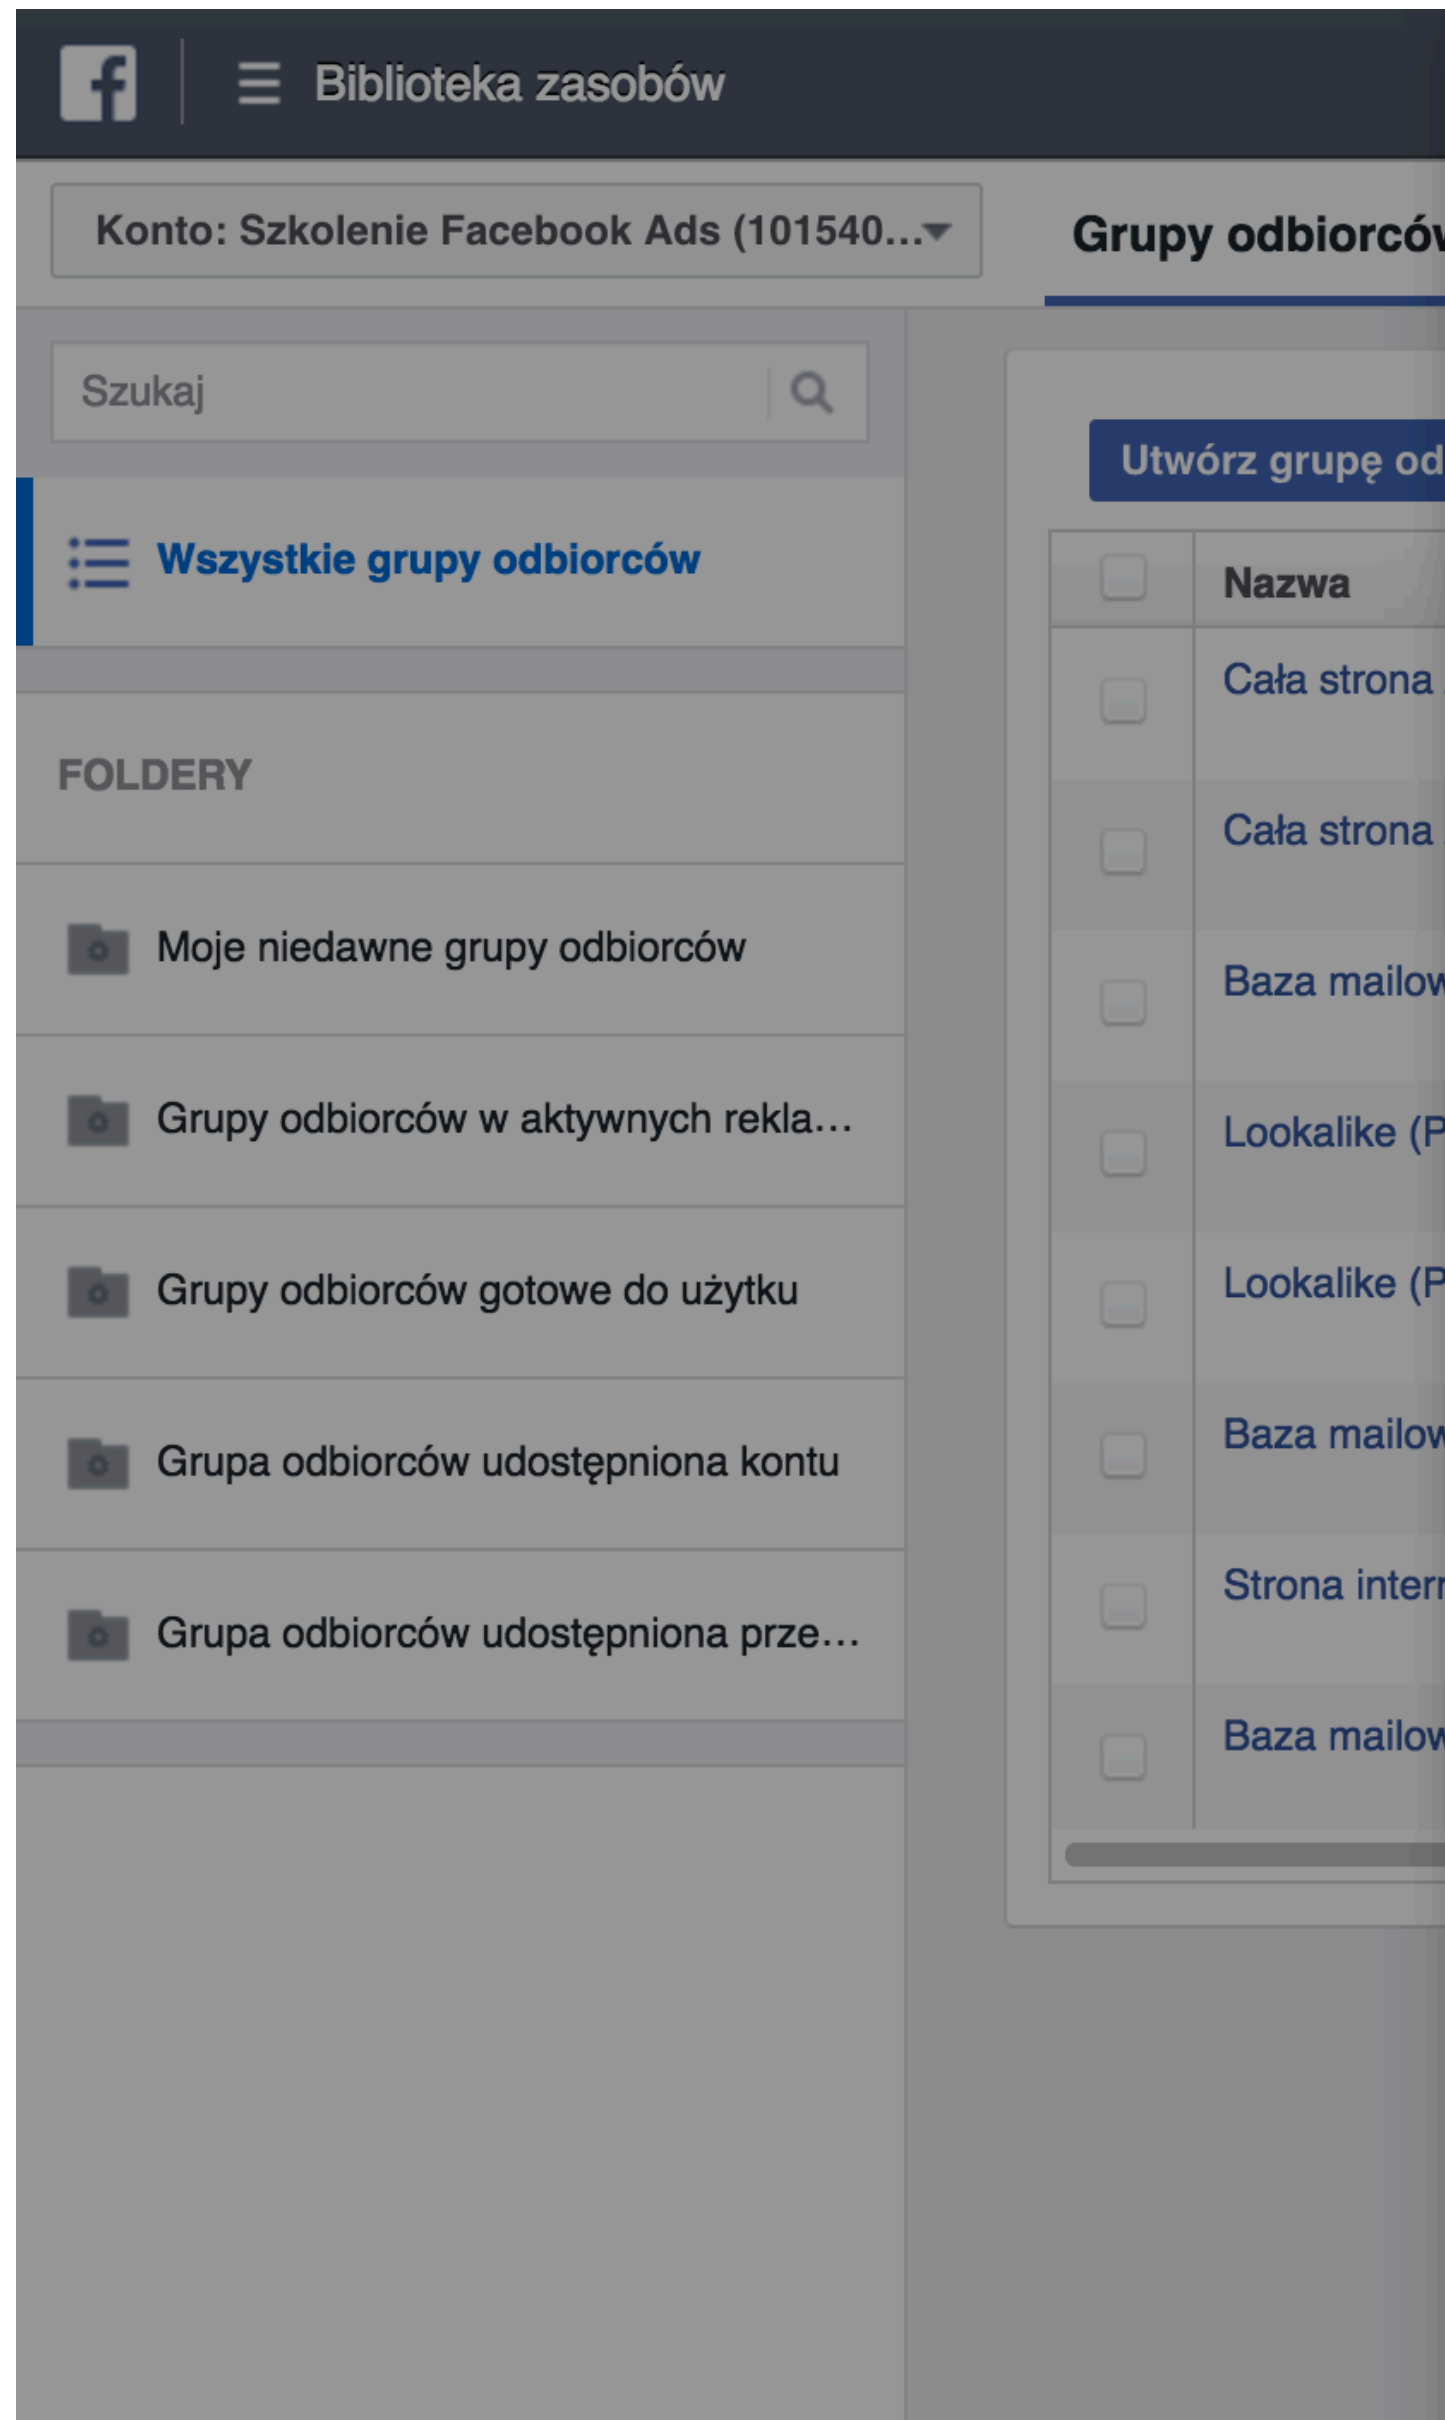 Biblioteka zasobów
Konto: Szkolenie Facebook Ads (101540...
Grupy odbiorców
Szukaj
Utwórz grupę od
Wszystkie grupy odbiorców
Nazwa
Cała strona
FOLDERY
Cała strona
Moje niedawne grupy odbiorców
Baza mailow
Grupy odbiorców w aktywnych rekla...
Lookalike (P
Grupy odbiorców gotowe do użytku
Lookalike (P
Grupa odbiorców udostępniona kontu
Baza mailow
Strona intern
Grupa odbiorców udostępniona prze...
Baza mailow